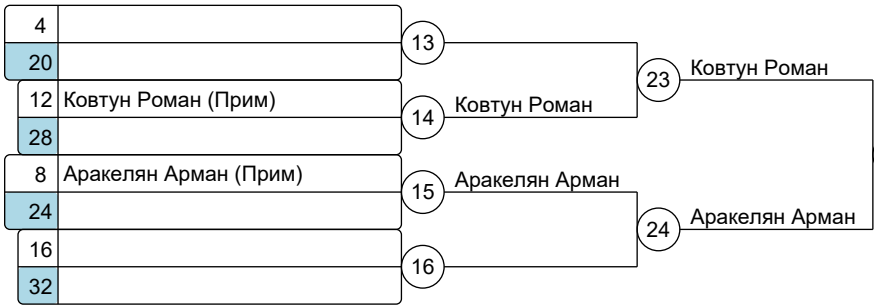 4
13
20
23 Ковтун Роман
12 Ковтун Роман (Прим)
14 Ковтун Роман
28
8 Аракелян Арман (Прим)
15 Аракелян Арман
24
24 Аракелян Арман
16
16
32